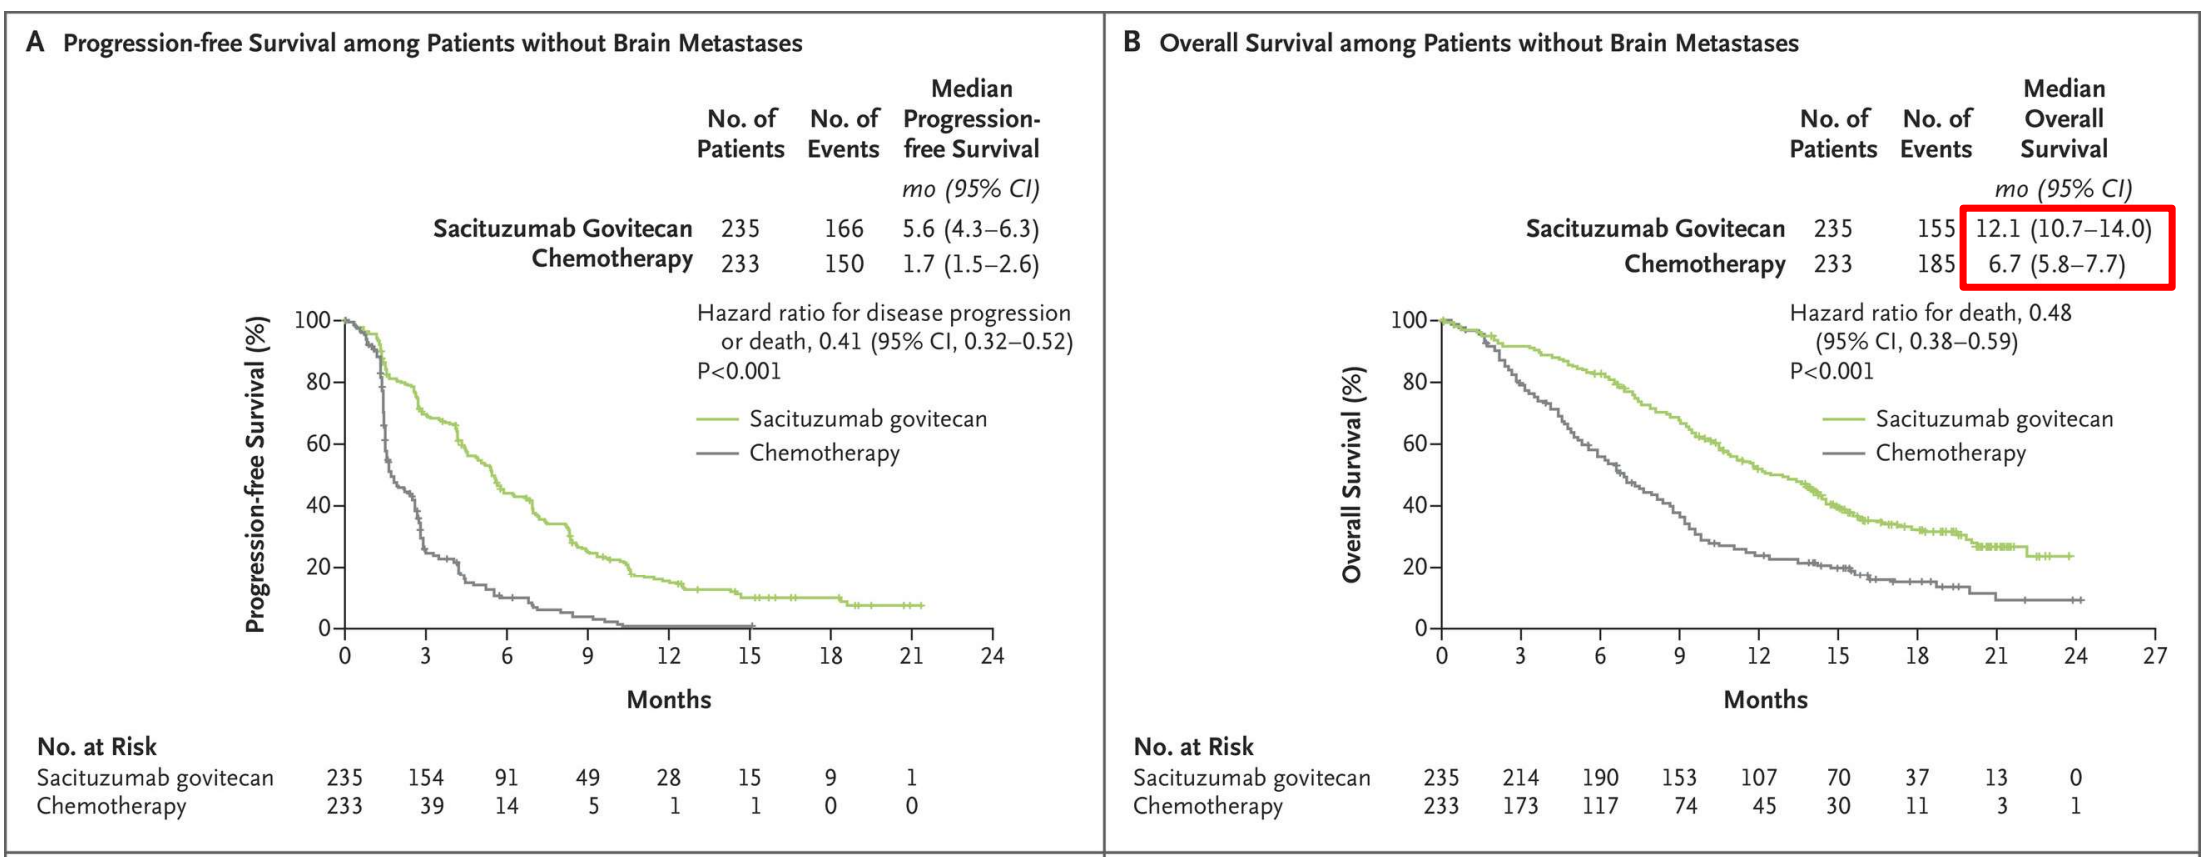 A Progression-free Survival among Patients without Brain Metastases
Median
No. of No. of Progression-
Patients Events free Survival
mo (95% CI)
Sacituzumab Govitecan 235 166 5.6 (4.3–6.3)
Chemotherapy 233 150 1.7 (1.5–2.6)
Hazard ratio for disease progression
or death, 0.41 (95% CI, 0.32–0.52)
P<0.001
Sacituzumab govitecan
Chemotherapy
Progression-free Survival (%)
100
80
60
40
20
0
0 3 6 9 12 15 18 21 24
Months
No. at Risk
Sacituzumab govitecan 235 154 91 49 28 15 9 1
Chemotherapy 233 39 14 5 1 1 0 0
B Overall Survival among Patients without Brain Metastases
Median
No. of No. of Overall
Patients Events Survival
mo (95% CI)
Sacituzumab Govitecan 235 155 12.1 (10.7–14.0)
Chemotherapy 233 185 6.7 (5.8–7.7)
Hazard ratio for death, 0.48
(95% CI, 0.38–0.59)
P<0.001
Sacituzumab govitecan
Chemotherapy
Overall Survival (%)
100
80
60
40
20
0
0 3 6 9 12 15 18 21 24 27
Months
No. at Risk
Sacituzumab govitecan 235 214 190 153 107 70 37 13 0
Chemotherapy 233 173 117 74 45 30 11 3 1